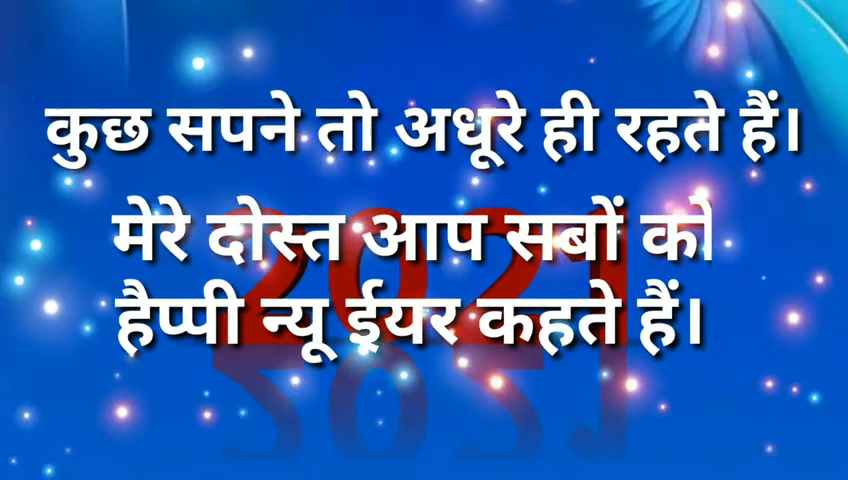 कुछ सपने तो अधूरे ही रहते हैं।
मेरे दोस्त आप सबों को
हैप्पी न्यू ईयर कहते हैं।
2021